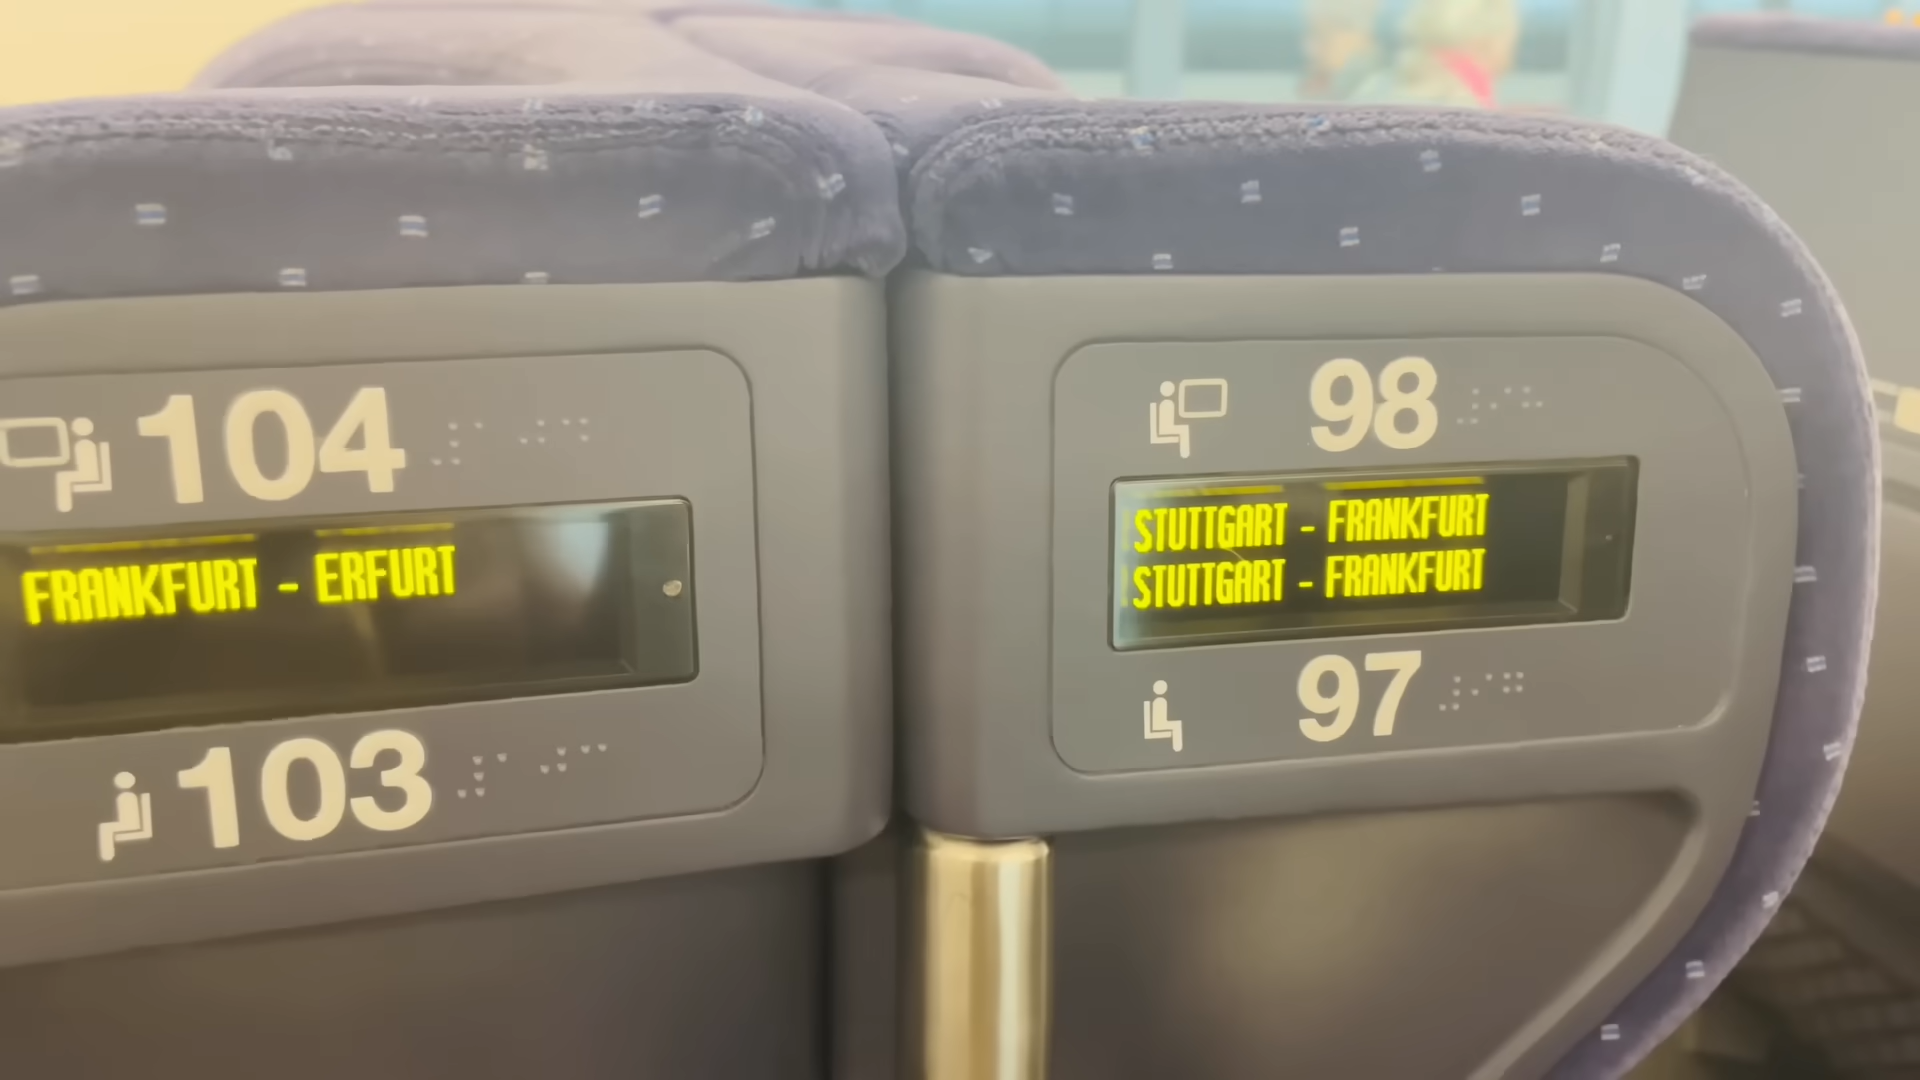 104
FRANKFURT - ERFURT
103
98
STUTTGART - FRANKFURT
STUTTGART - FRANKFURT
97